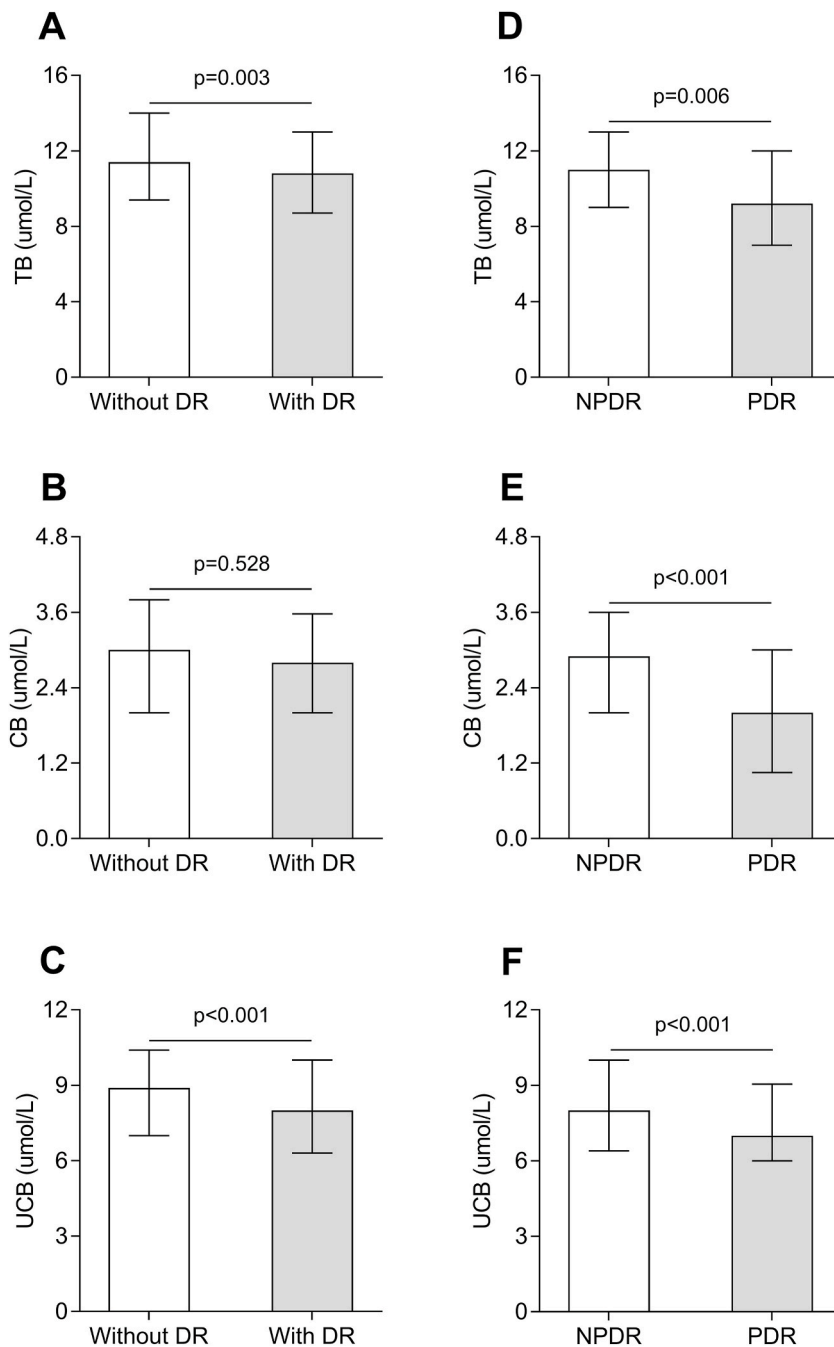 A
p=0.003
16
12
8
4
0
TB (umol/L)
Without DR
With DR
D
p=0.006
16
12
8
4
0
TB (umol/L)
NPDR
PDR
B
p=0.528
4.8
3.6
2.4
1.2
0.0
CB (umol/L)
Without DR
With DR
E
p<0.001
4.8
3.6
2.4
1.2
0.0
CB (umol/L)
NPDR
PDR
C
p<0.001
12
9
6
3
0
UCB (umol/L)
Without DR
With DR
F
p<0.001
12
9
6
3
0
UCB (umol/L)
NPDR
PDR